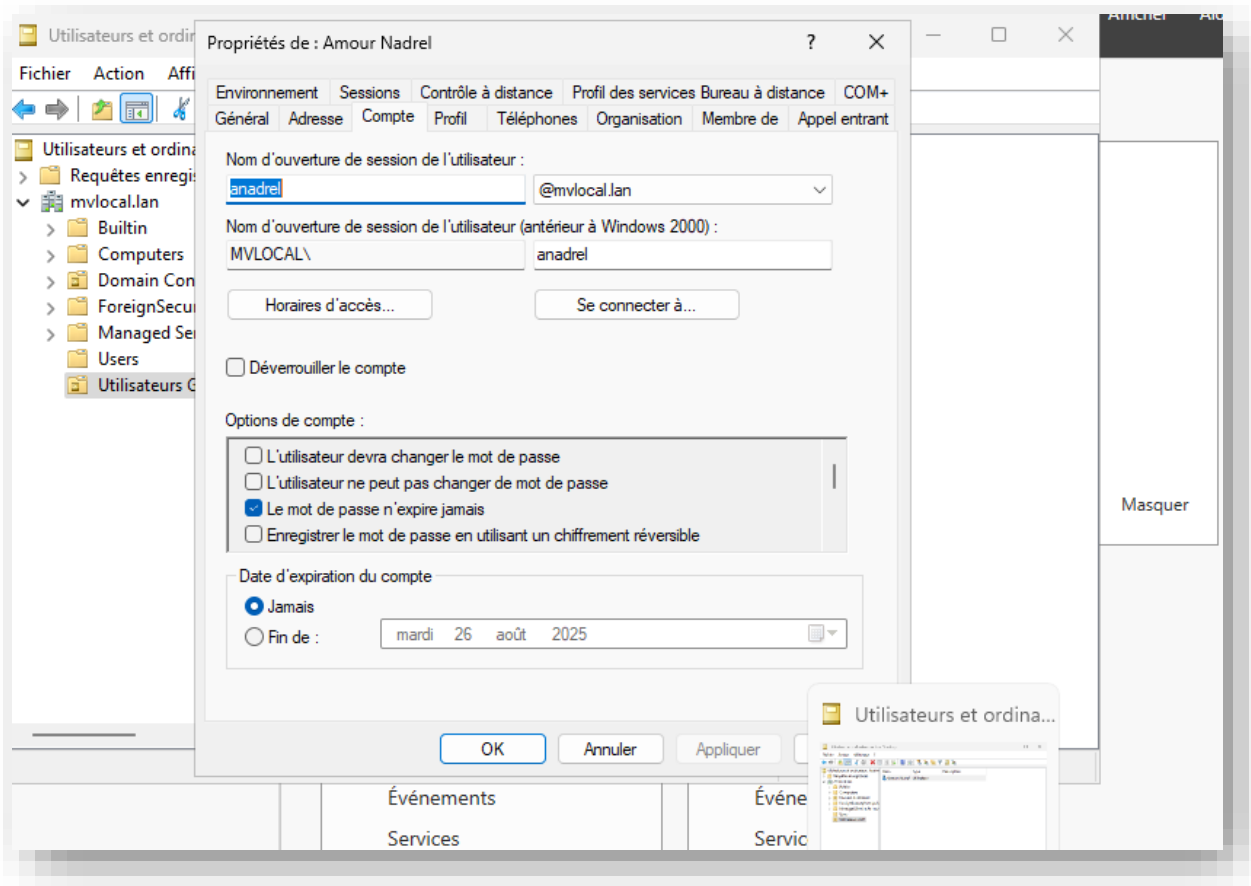 Utilisateurs et ordin
Propriétés de : Amour Nadrel
?
Afficher
Fichier Action Affi
Environnement Sessions Contrôle à distance Profil des services Bureau à distance COM+
Général Adresse Compte Profil Téléphones Organisation Membre de Appel entrant
Utilisateurs et ordina
Requêtes enregi
mvlocal.lan
Builtin
Computers
Domain Con
ForeignSecu
Managed Se
Users
Utilisateurs G
Nom d'ouverture de session de l'utilisateur :
anadrel @mvlocal.lan
Nom d'ouverture de session de l'utilisateur (antérieur à Windows 2000) :
MVLOCAL\ anadrel
Horaires d'accès... Se connecter à...
Déverrouiller le compte
Options de compte :
L'utilisateur devra changer le mot de passe
L'utilisateur ne peut pas changer de mot de passe
Le mot de passe n'expire jamais
Enregistrer le mot de passe en utilisant un chiffrement réversible
Date d'expiration du compte
Jamais
Fin de : mardi 26 août 2025
Masquer
OK Annuler Appliquer
Utilisateurs et ordina...
Événements Événe
Services Servic